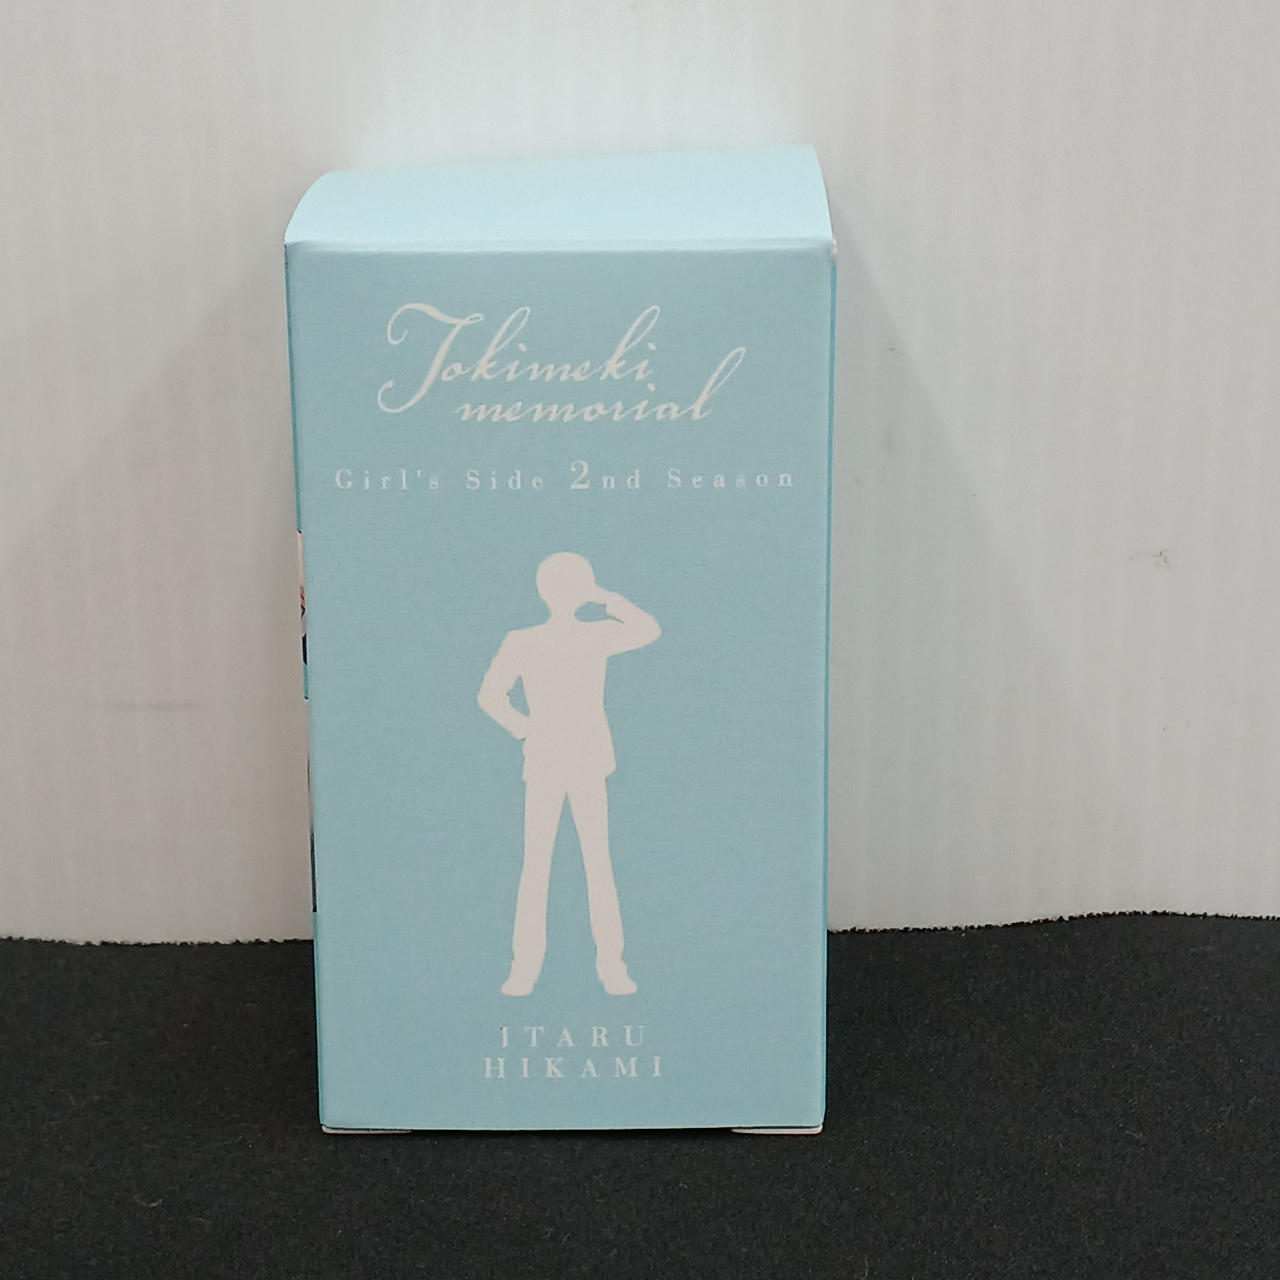 Tokimeki
memorial
Girl's Side 2nd Season
ITARU
HIKAMI